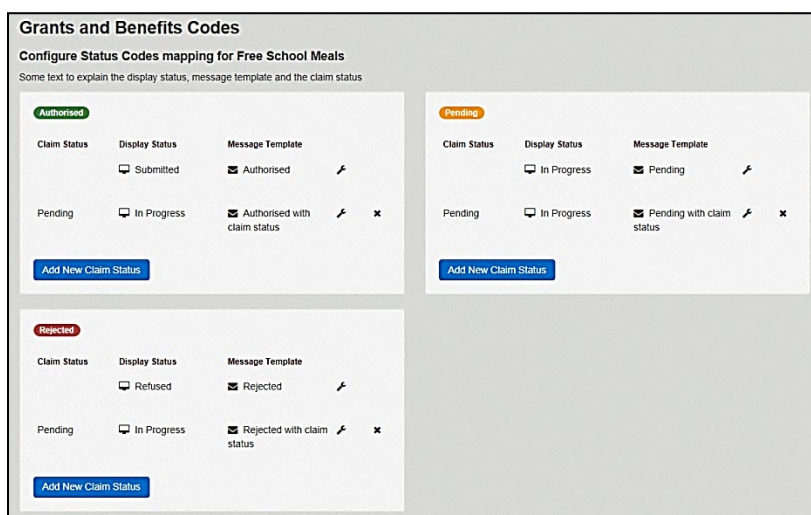 Grants and Benefits Codes
Configure Status Codes mapping for Free School Meals
Some text to explain the display status, message template and the claim status
Authorised
Claim Status Display Status Message Template
Submitted Authorised
Pending In Progress Authorised with
claim status
Add New Claim Status
Pending
Claim Status Display Status Message Template
In Progress Pending
Pending In Progress Pending with claim
status
Add New Claim Status
Rejected
Claim Status Display Status Message Template
Refused Rejected
Pending In Progress Rejected with claim
status
Add New Claim Status